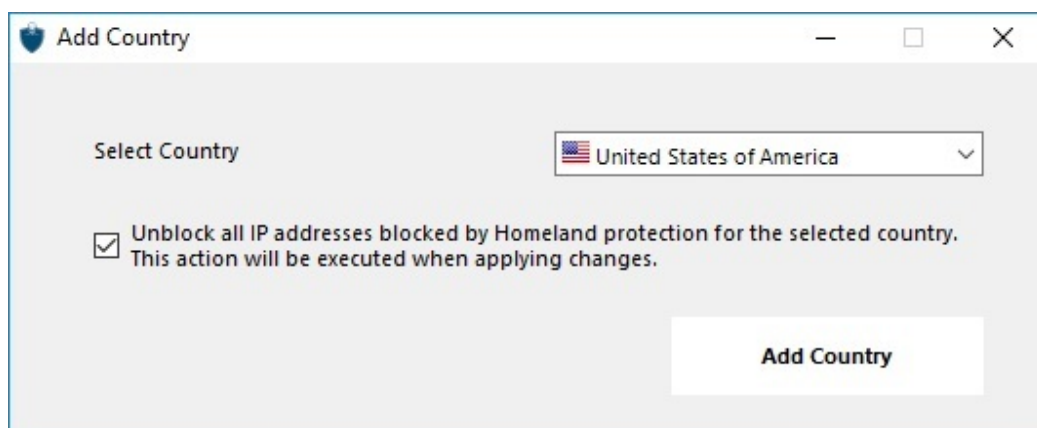 Add Country
Select Country
United States of America
Unblock all IP addresses blocked by Homeland protection for the selected country.
This action will be executed when applying changes.
Add Country